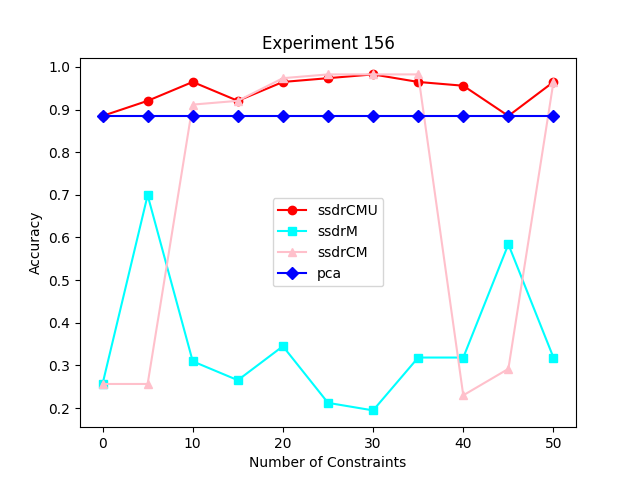 Experiment 156
1.0
0.9
0.8
0.7
0.6
0.5
0.4
0.3
0.2
Accuracy
ssdrCMU
ssdrM
ssdrCM
pca
0 10 20 30 40 50
Number of Constraints